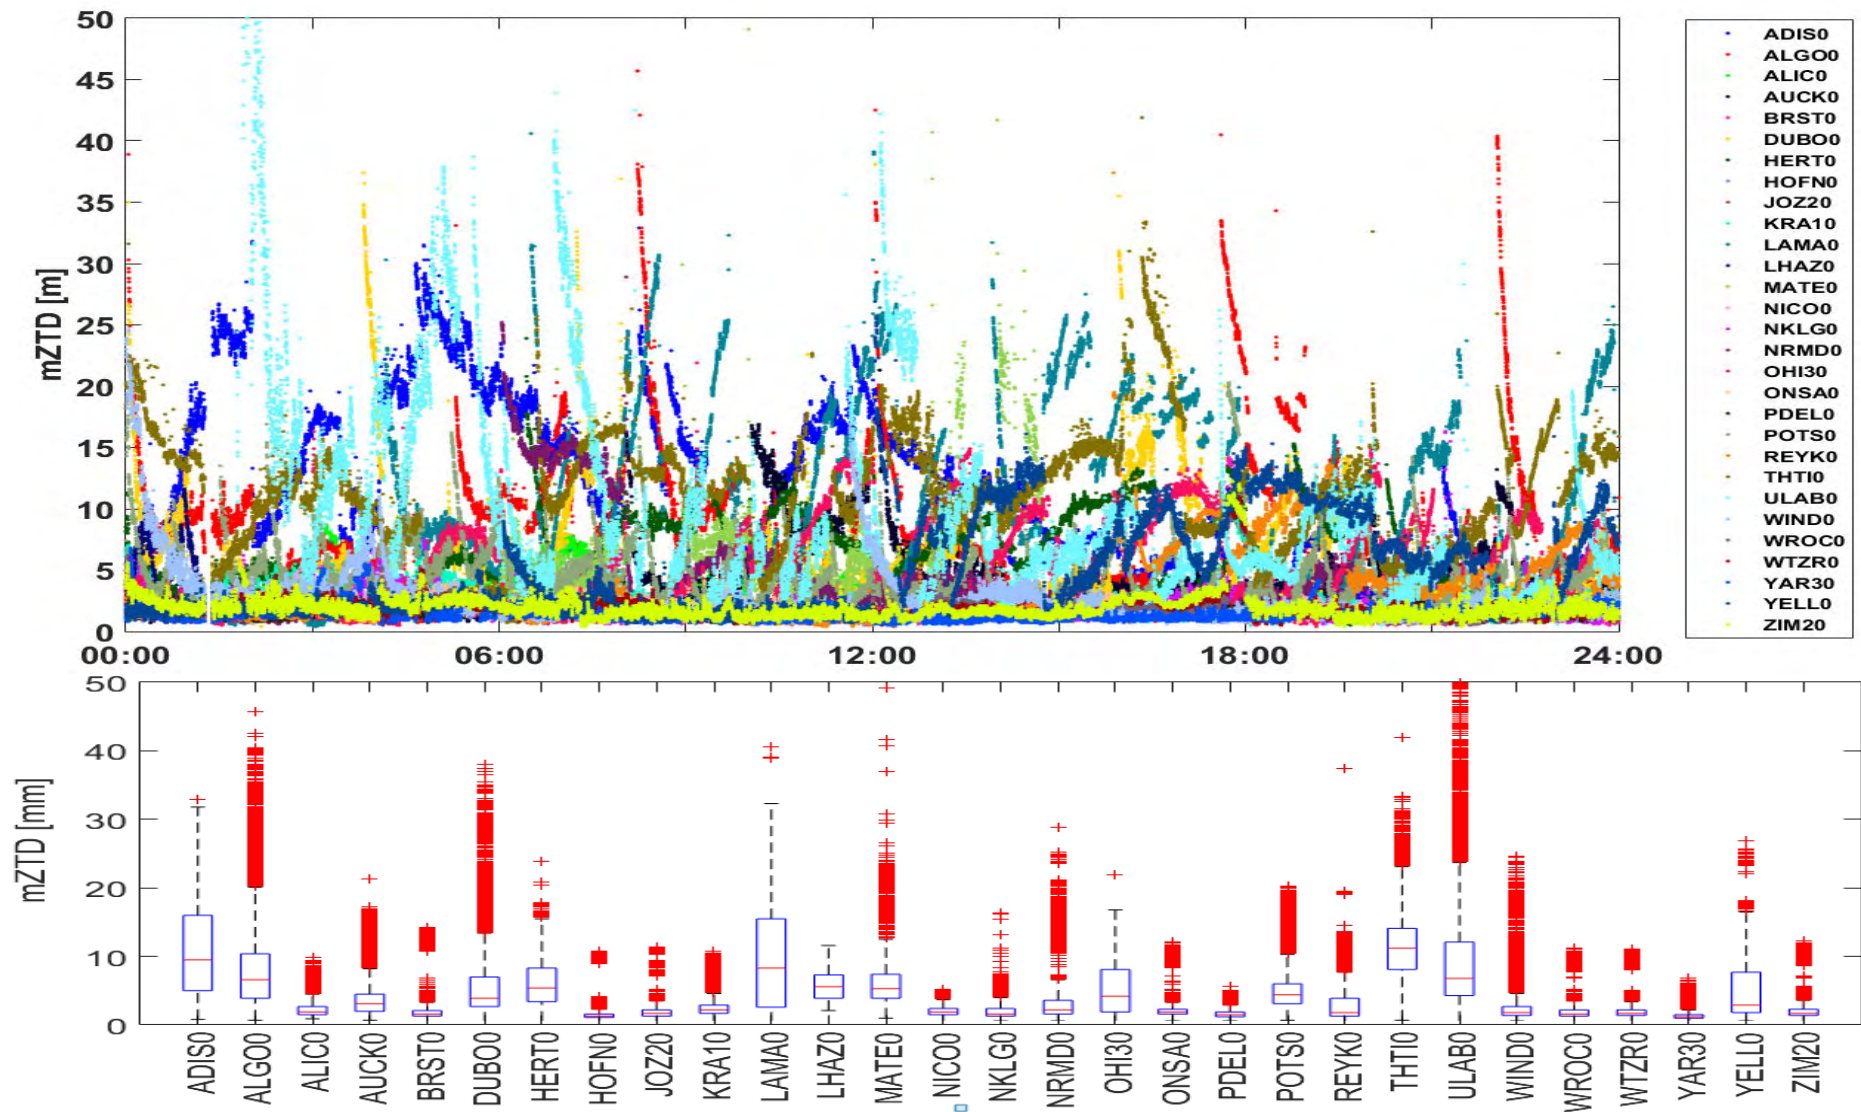 50
45
40
35
30
25
20
15
10
5
0
mZTD [m]
00:00 06:00 12:00 18:00 24:00
ADIS0
ALGO0
ALIC0
AUCK0
BRST0
DUBO0
HERT0
HOFN0
JOZ20
KRA10
LAMA0
LHAZ0
MATE0
NICO0
NKLG0
NRMD0
OHI30
ONSA0
PDEL0
POTS0
REYK0
THTI0
ULAB0
WIND0
WROC0
WTZR0
YAR30
YELL0
ZIM20
50
40
30
20
10
0
mZTD [mm]
ADIS0 ALGO0 ALIC0 AUCK0 BRST0 DUBO0 HERT0 HOFN0 JOZ20 KRA10 LAMA0 LHAZ0 MATE0 NICO0 NKLG0 NRMD0 OHI30 ONSA0 PDEL0 POTS0 REYK0 THTI0 ULAB0 WIND0 WROC0 WTZR0 YAR30 YELL0 ZIM20